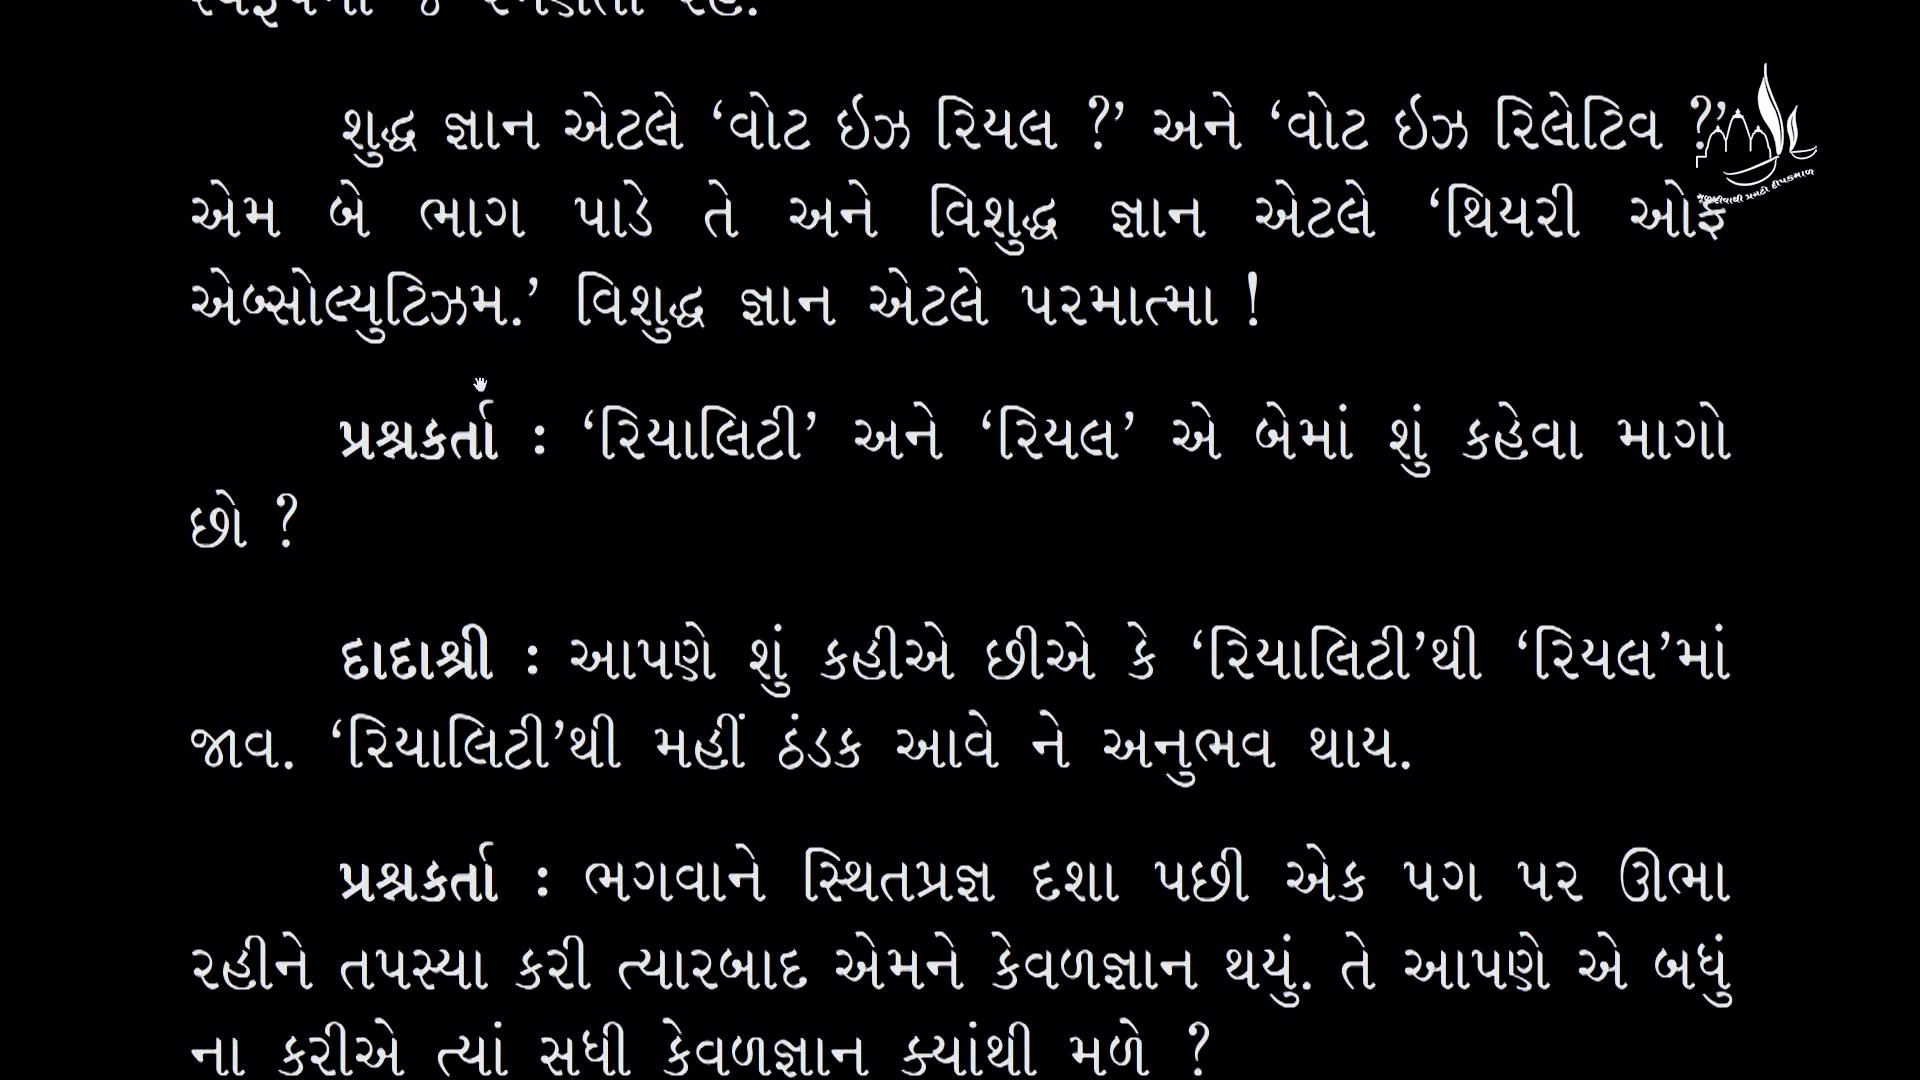 શુદ્ધ જ્ઞાન એટલે ‘વોટ ઇઝ રિયલ ?’ અને ‘વોટ ઇઝ રિલેટિવ ?’
એમ બે ભાગ પાડે તે અને વિશુદ્ધ જ્ઞાન એટલે ‘થિયરી ઓફ
એબ્સોલ્યુટિઝમ.’ વિશુદ્ધ જ્ઞાન એટલે પરમાત્મા !
પ્રશ્નકર્તા : ‘રિયાલિટી’ અને ‘રિયલ’ એ બેમાં શું કહેવા માગો
છો ?
દાદાશ્રી : આપણે શું કહીએ છીએ કે ‘રિયાલિટી’થી ‘રિયલ’માં
જાવ. ‘રિયાલિટી’થી મહીં ઠંડક આવે ને અનુભવ થાય.
પ્રશ્નકર્તા : ભગવાને સ્થિતપ્રજ્ઞ દશા પછી એક પગ પર ઊભા
રહીને તપસ્યા કરી ત્યારબાદ એમને કેવળજ્ઞાન થયું. તે આપણે એ બધું
ના કરીએ ત્યાં સુધી કેવળજ્ઞાન ક્યાંથી મળે ?